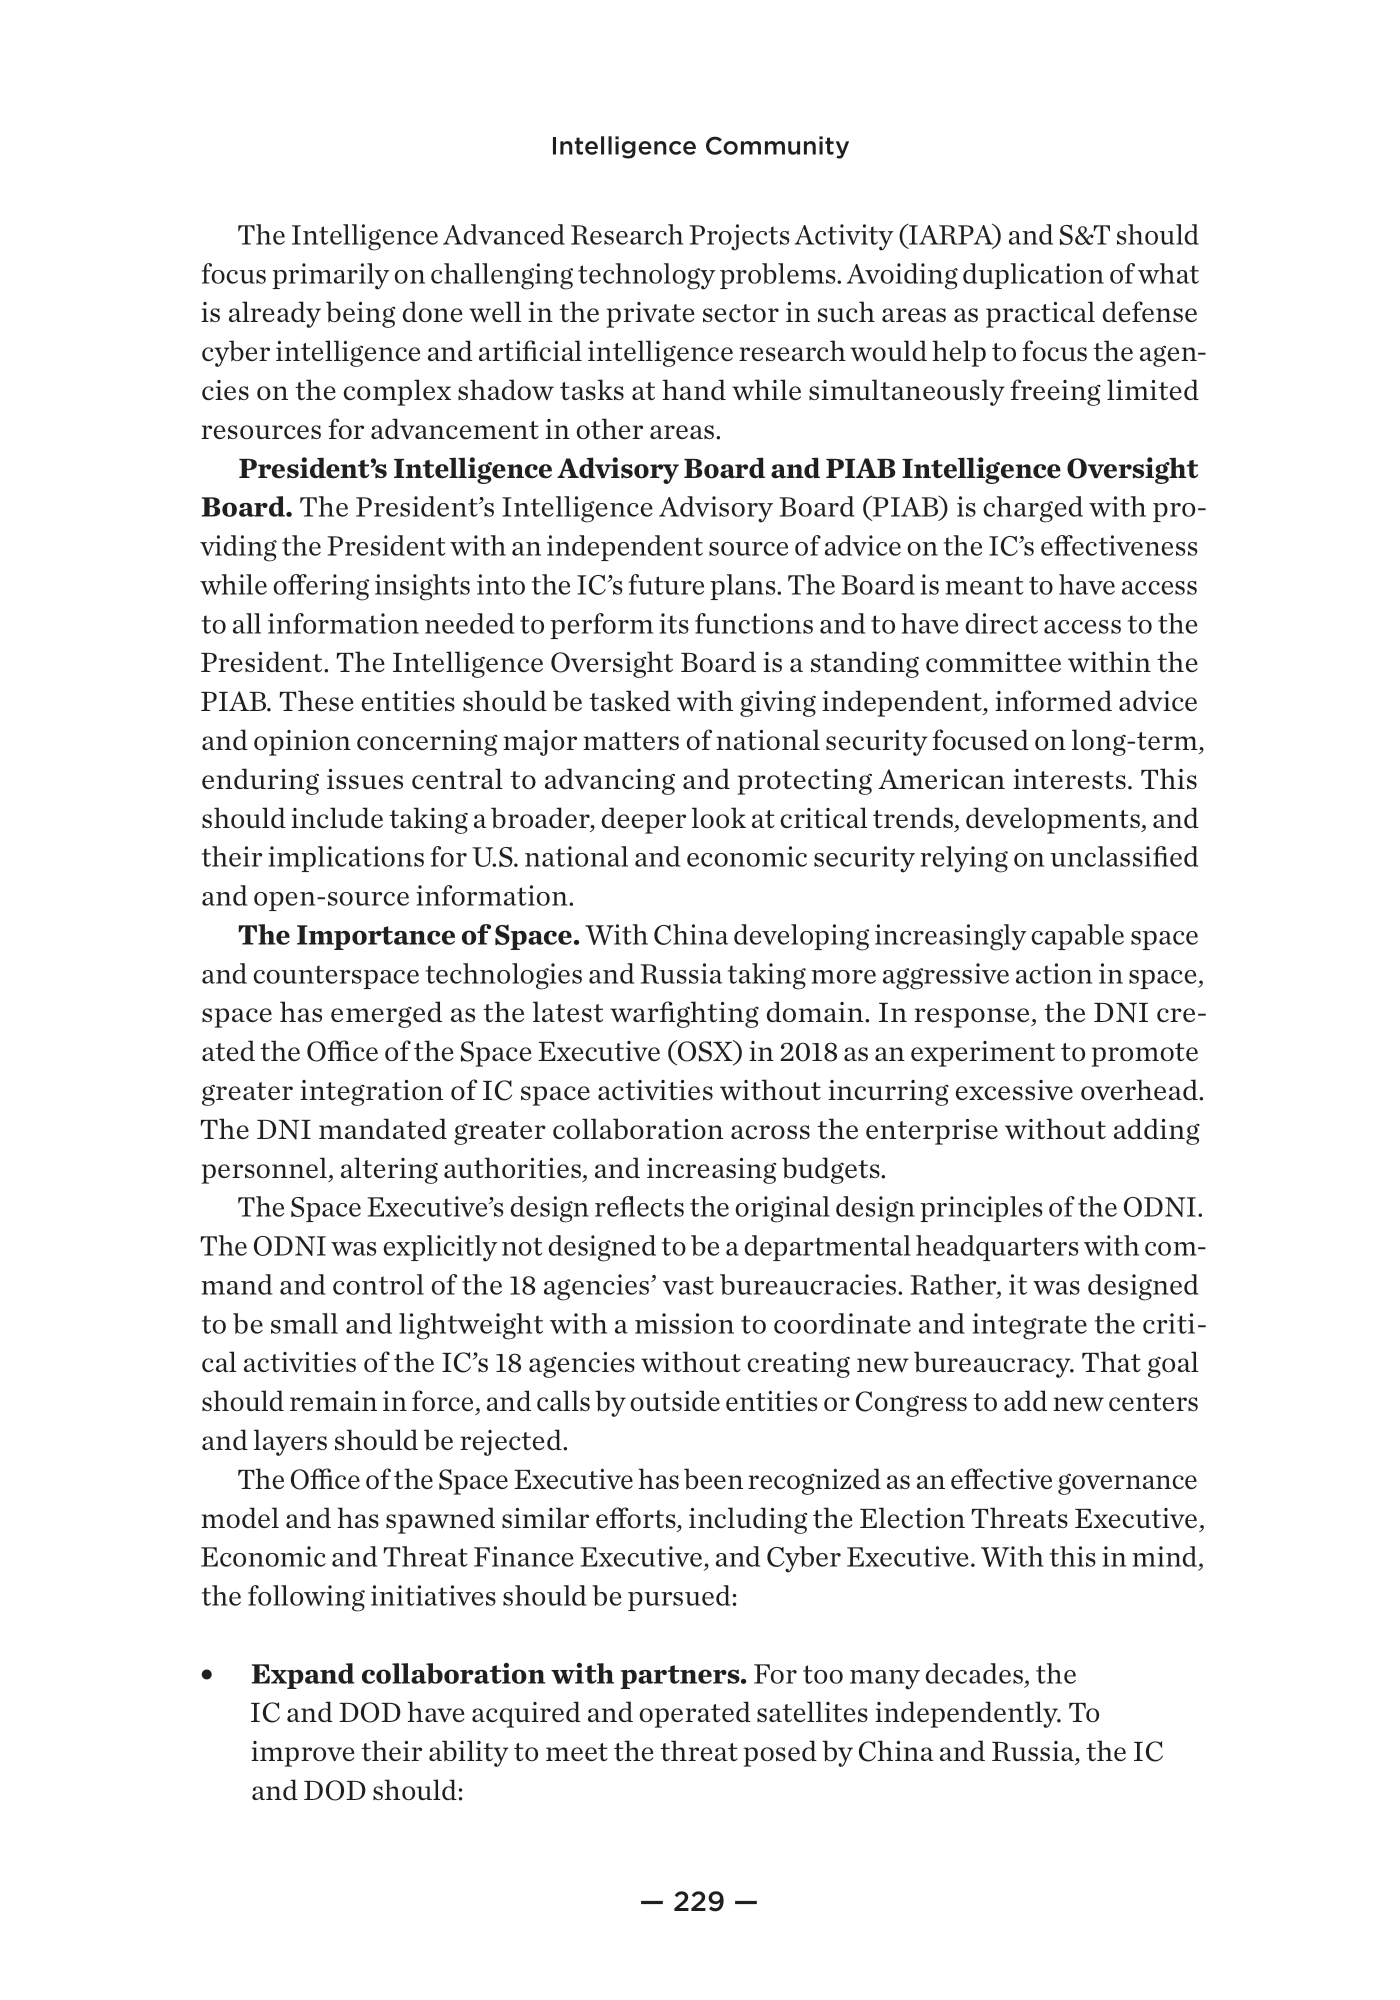 Intelligence Community
The Intelligence Advanced Research Projects Activity (IARPA) and S&T should
focus primarily on challenging technology problems. Avoiding duplication of what
is already being done well in the private sector in such areas as practical defense
cyber intelligence and artificial intelligence research would help to focus the agen-
cies on the complex shadow tasks at hand while simultaneously freeing limited
resources for advancement in other areas.
President’s Intelligence Advisory Board and PIAB Intelligence Oversight
Board. The President’s Intelligence Advisory Board (PIAB) is charged with pro-
viding the President with an independent source of advice on the IC’s effectiveness
while offering insights into the IC’s future plans. The Board is meant to have access
to all information needed to perform its functions and to have direct access to the
President. The Intelligence Oversight Board is a standing committee within the
PIAB. These entities should be tasked with giving independent, informed advice
and opinion concerning major matters of national security focused on long-term,
enduring issues central to advancing and protecting American interests. This
should include taking a broader, deeper look at critical trends, developments, and
their implications for U.S. national and economic security relying on unclassified
and open-source information.
The Importance of Space. With China developing increasingly capable space
and counterspace technologies and Russia taking more aggressive action in space,
space has emerged as the latest warfighting domain. In response, the DNI cre-
ated the Office of the Space Executive (OSX) in 2018 as an experiment to promote
greater integration of IC space activities without incurring excessive overhead.
The DNI mandated greater collaboration across the enterprise without adding
personnel, altering authorities, and increasing budgets.
The Space Executive’s design reflects the original design principles of the ODNI.
The ODNI was explicitly not designed to be a departmental headquarters with com-
mand and control of the 18 agencies’ vast bureaucracies. Rather, it was designed
to be small and lightweight with a mission to coordinate and integrate the criti-
cal activities of the IC’s 18 agencies without creating new bureaucracy. That goal
should remain in force, and calls by outside entities or Congress to add new centers
and layers should be rejected.
The Office of the Space Executive has been recognized as an effective governance
model and has spawned similar efforts, including the Election Threats Executive,
Economic and Threat Finance Executive, and Cyber Executive. With this in mind,
the following initiatives should be pursued:
• Expand collaboration with partners. For too many decades, the
IC and DOD have acquired and operated satellites independently. To
improve their ability to meet the threat posed by China and Russia, the IC
and DOD should:
— 229 —